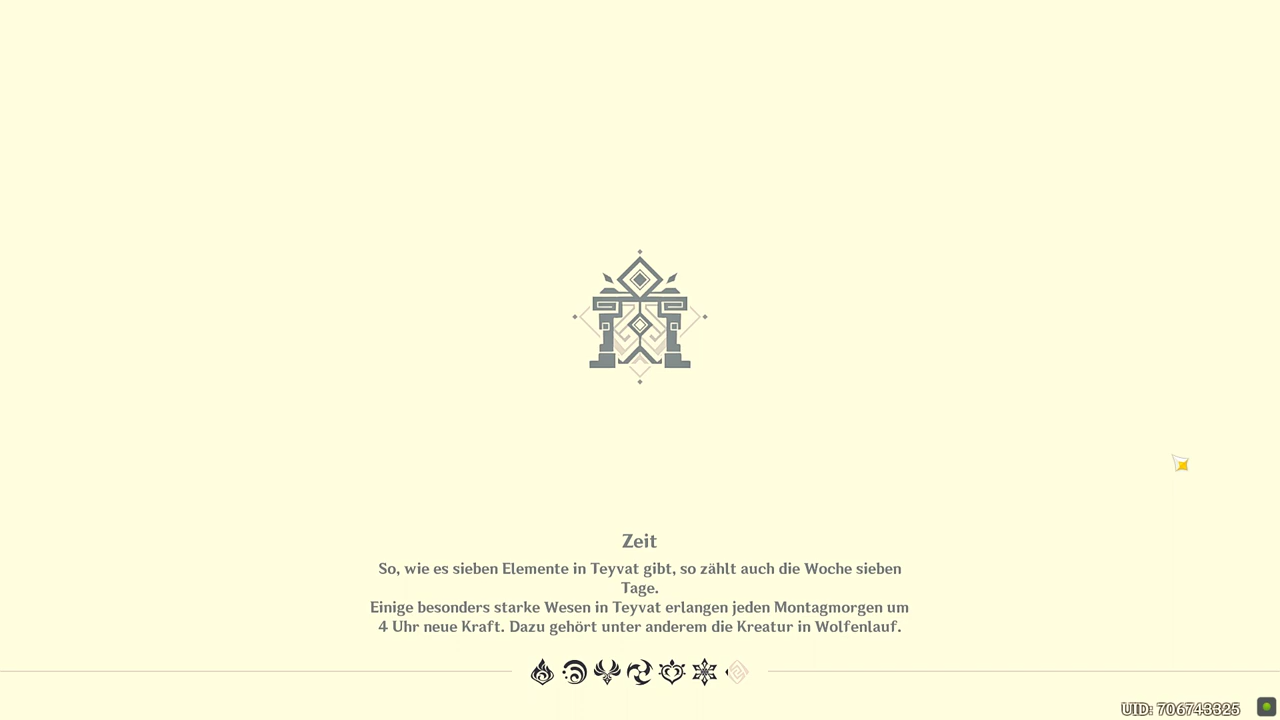 Zeit
So, wie es sieben Elemente in Teyvat gibt, so zählt auch die Woche sieben
Tage.
Einige besonders starke Wesen in Teyvat erlangen jeden Montagmorgen um
4 Uhr neue Kraft. Dazu gehört unter anderem die Kreatur in Wolfenlauf.
UID: 706743325